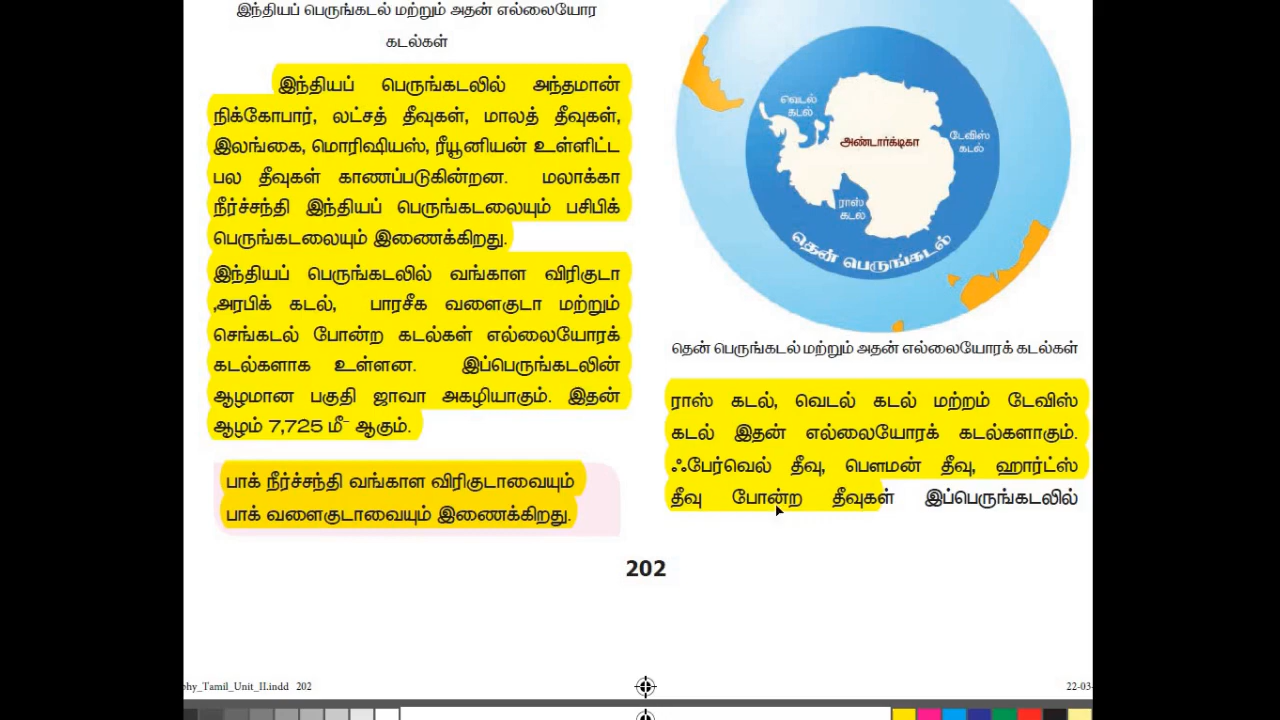 இந்தியப் பெருங்கடல் மற்றும் அதன் எல்லையோர
கடல்கள்
இந்தியப் பெருங்கடலில் அந்தமான்
நிக்கோபார், லட்சத் தீவுகள், மாலத் தீவுகள்,
இலங்கை, மொரிஷியஸ், ரீயூனியன் உள்ளிட்ட
பல தீவுகள் காணப்படுகின்றன. மலாக்கா
நீர்ச்சந்தி இந்தியப் பெருங்கடலையும் பசிபிக்
பெருங்கடலையும் இணைக்கிறது.
இந்தியப் பெருங்கடலில் வங்காள விரிகுடா
,அரபிக் கடல், பாரசீக வளைகுடா மற்றும்
செங்கடல் போன்ற கடல்கள் எல்லையோரக்
கடல்களாக உள்ளன. இப்பெருங்கடலின்
ஆழமான பகுதி ஜாவா அகழியாகும். இதன்
ஆழம் 7,725 மீ ஆகும்.
பாக் நீர்ச்சந்தி வங்காள விரிகுடாவையும்
பாக் வளைகுடாவையும் இணைக்கிறது.
வெடல்
கடல்
அண்டார்க்டிகா
டேவிஸ்
கடல்
ராஸ்
கடல்
தென் பெருங்கடல்
தென் பெருங்கடல் மற்றும் அதன் எல்லையோரக் கடல்கள்
ராஸ் கடல், வெடல் கடல் மற்றம் டேவிஸ்
கடல் இதன் எல்லையோரக் கடல்களாகும்.
ஃபேர்வெல் தீவு, பௌமன் தீவு, ஹார்ட்ஸ்
தீவு போன்ற தீவுகள் இப்பெருங்கடலில்
202
phy_Tamil_Unit_II.indd 202
22-03-